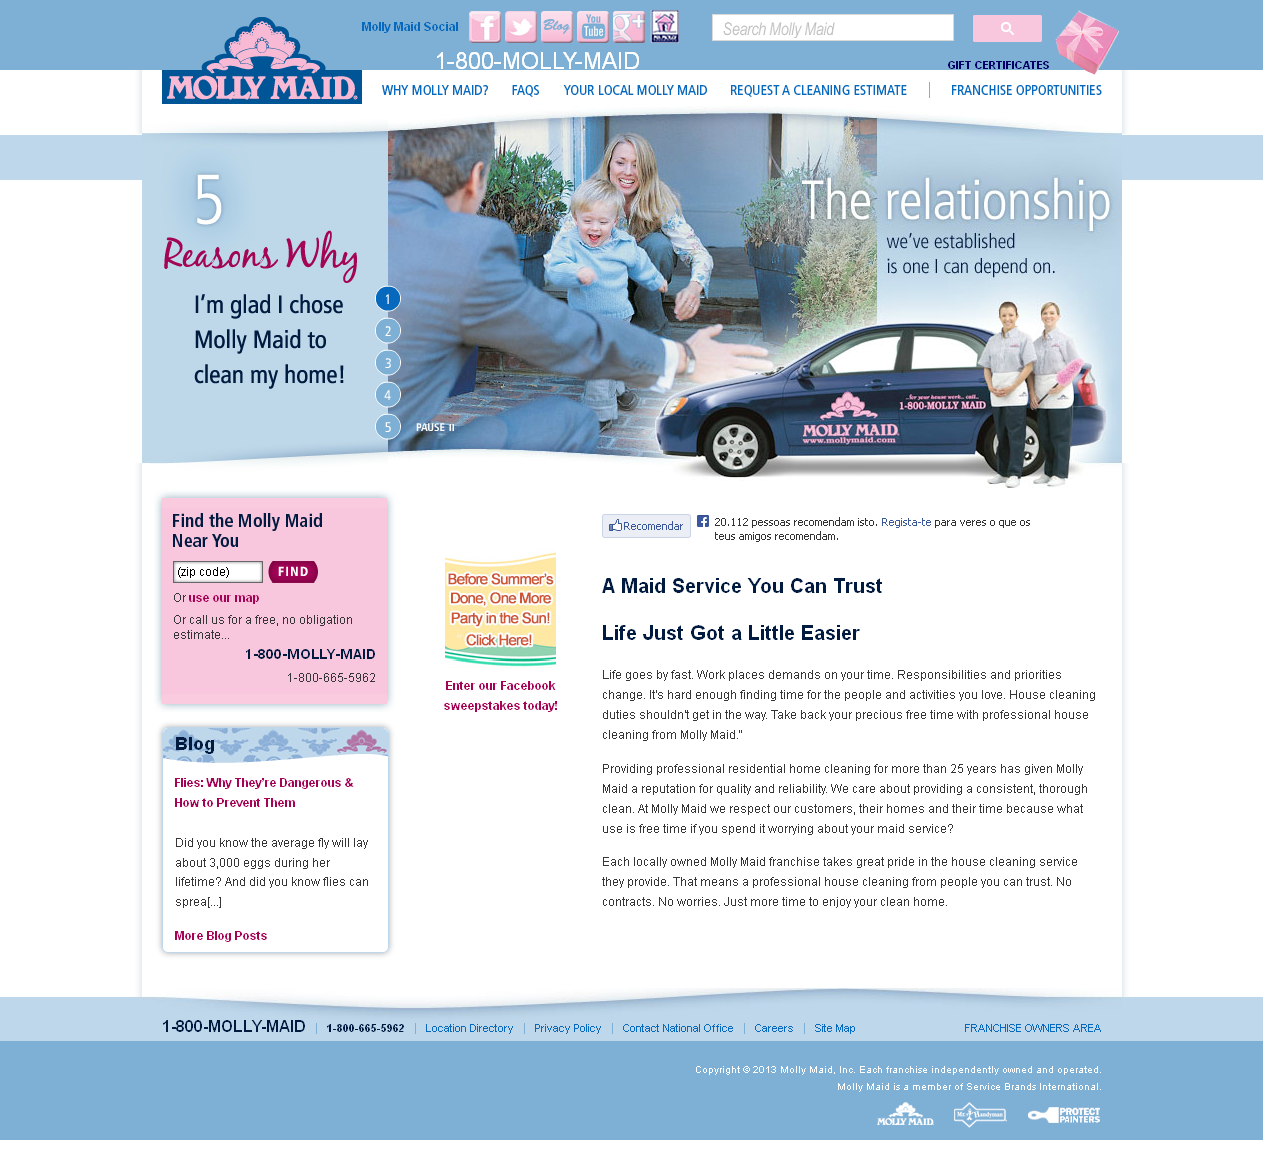 Molly Maid Social
Blog
You Tube
Search Molly Maid
1-800-MOLLY-MAID
GIFT CERTIFICATES
MOLLY MAID
WHY MOLLY MAID?
FAQS
YOUR LOCAL MOLLY MAID
REQUEST A CLEANING ESTIMATE
FRANCHISE OPPORTUNITIES
5
Reasons Why
I'm glad I chose
Molly Maid to
clean my home!
1
2
3
4
5
PAUSE II
The relationship
we've established
is one I can depend on.
...for your house work... call...
1-800-MOLLY MAID
MOLLY MAID
www.mollymaid.com
Find the Molly Maid
Near You
(zip code) FIND
Or use our map
Or call us for a free, no obligation
estimate...
1-800-MOLLY-MAID
1-800-665-5962
Blog
Flies: Why They're Dangerous &
How to Prevent Them
Did you know the average fly will lay
about 3,000 eggs during her
lifetime? And did you know flies can
sprea[...]
More Blog Posts
Before Summer's
Done, One More
Party in the Sun!
Click Here!
Enter our Facebook
sweepstakes today!
Recomendar
20.112 pessoas recomendam isto. Regista-te para veres o que os
teus amigos recomendam.
A Maid Service You Can Trust
Life Just Got a Little Easier
Life goes by fast. Work places demands on your time. Responsibilities and priorities
change. It's hard enough finding time for the people and activities you love. House cleaning
duties shouldn't get in the way. Take back your precious free time with professional house
cleaning from Molly Maid."
Providing professional residential home cleaning for more than 25 years has given Molly
Maid a reputation for quality and reliability. We care about providing a consistent, thorough
clean. At Molly Maid we respect our customers, their homes and their time because what
use is free time if you spend it worrying about your maid service?
Each locally owned Molly Maid franchise takes great pride in the house cleaning service
they provide. That means a professional house cleaning from people you can trust. No
contracts. No worries. Just more time to enjoy your clean home.
1-800-MOLLY-MAID
1-800-665-5962
Location Directory
Privacy Policy
Contact National Office
Careers
Site Map
FRANCHISE OWNERS AREA
Copyright © 2013 Molly Maid, Inc. Each franchise independently owned and operated.
Molly Maid is a member of Service Brands International.
MOLLY MAID
Mr. Handyman
PROTECT
PAINTERS